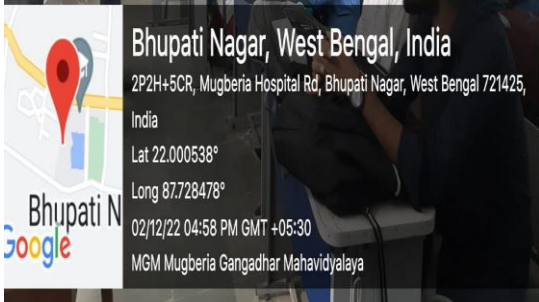 Bhupati Nagar, West Bengal, India
2P2H+5CR, Mugberia Hospital Rd, Bhupati Nagar, West Bengal 721425,
India
Lat 22.000538°
Long 87.728478°
02/12/22 04:58 PM GMT +05:30
MGM Mugberia Gangadhar Mahavidyalaya
Bhupati N
Google